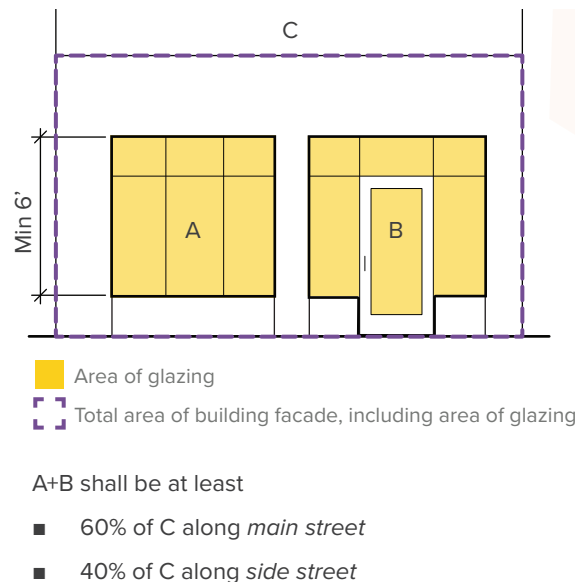 C
Min 6’
A
B
Area of glazing
Total area of building facade, including area of glazing
A+B shall be at least
■ 60% of C along main street
■ 40% of C along side street